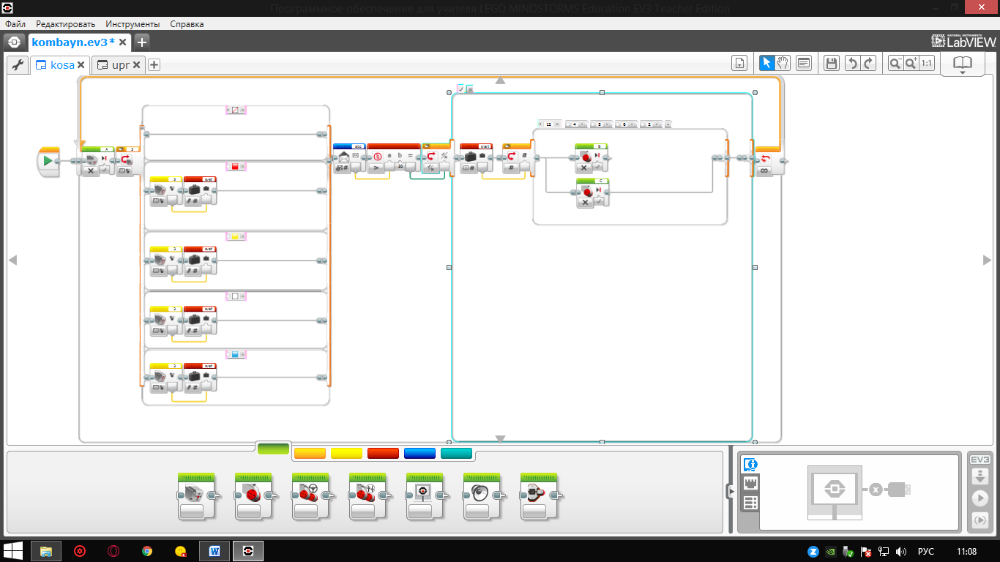 Программное обеспечение для учителя LEGO MINDSTORMS Education EV3 Teacher Edition
Файл Редактировать Инструменты Справка
kombayn.ev3*
NATIONAL INSTRUMENTS
LabVIEW
kosa upr
1:1
12 4 5 6 2
A 3
abc
a b =
> 20
svet
#
B
C
3 svet
3 svet
3 svet
3 svet
EV3
W
Z
РУС 11:08